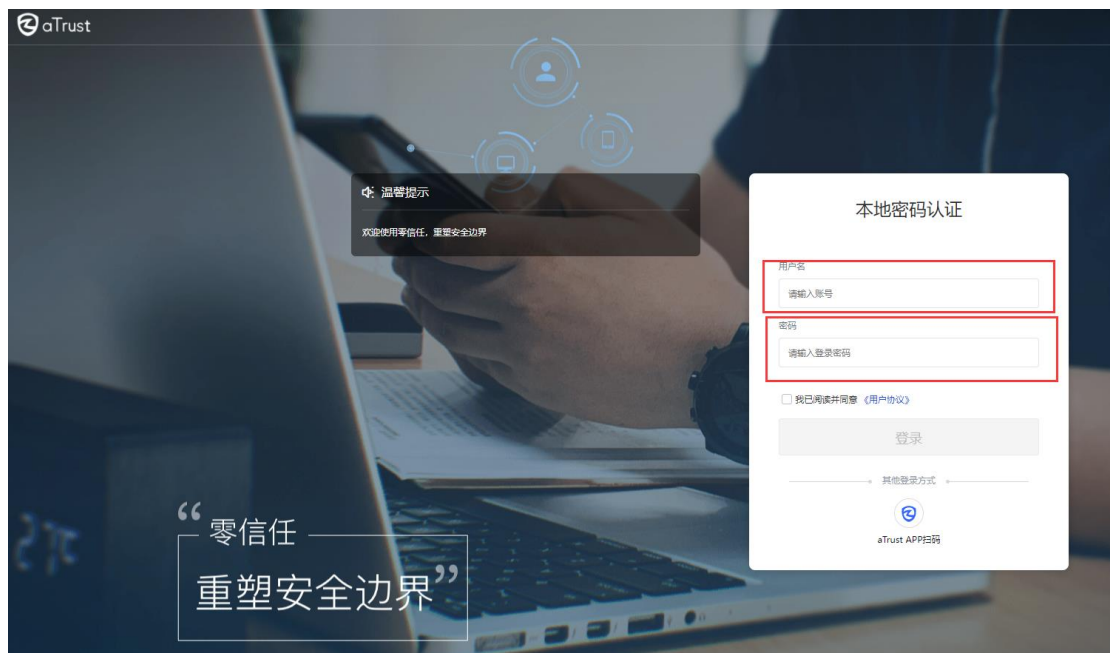 aTrust
温馨提示
欢迎使用零信任，重塑安全边界
本地密码认证
用户名
请输入账号
密码
请输入登录密码
我已阅读并同意 《用户协议》
登录
其他登录方式
aTrust APP扫码
“ 零信任
重塑安全边界 ”